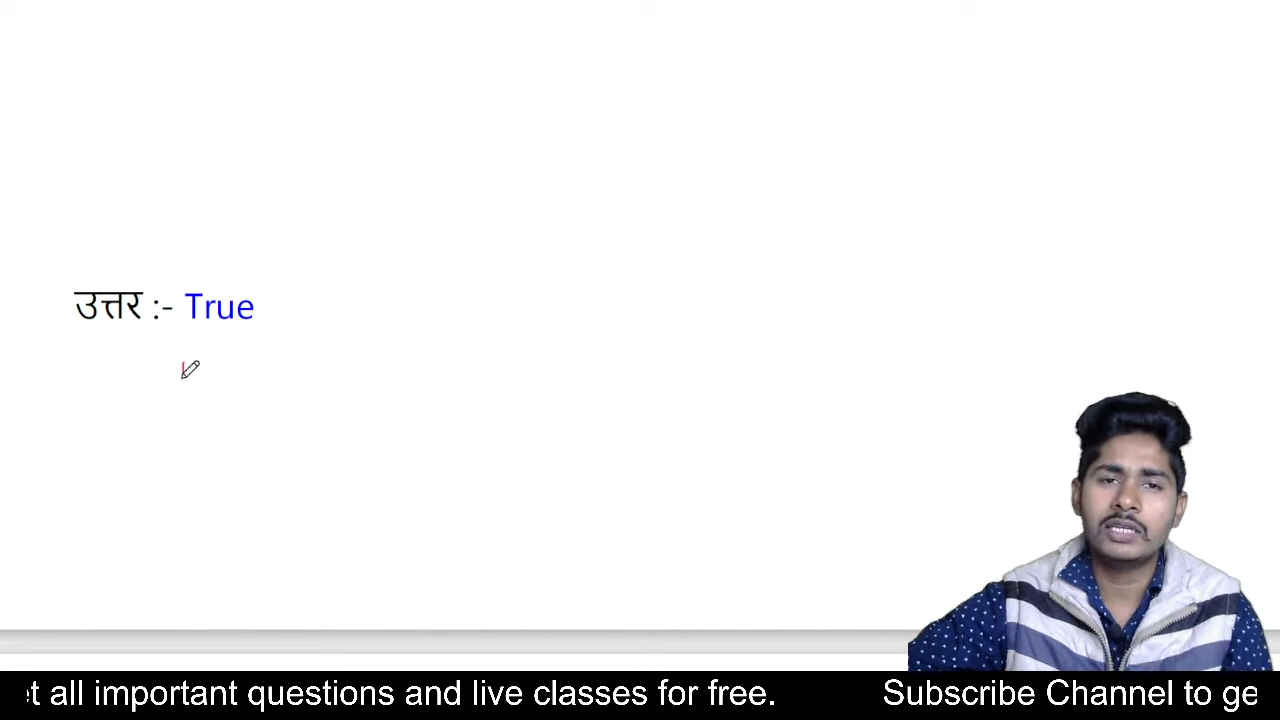 उत्तर :- True
t all important questions and live classes for free. Subscribe Channel to ge